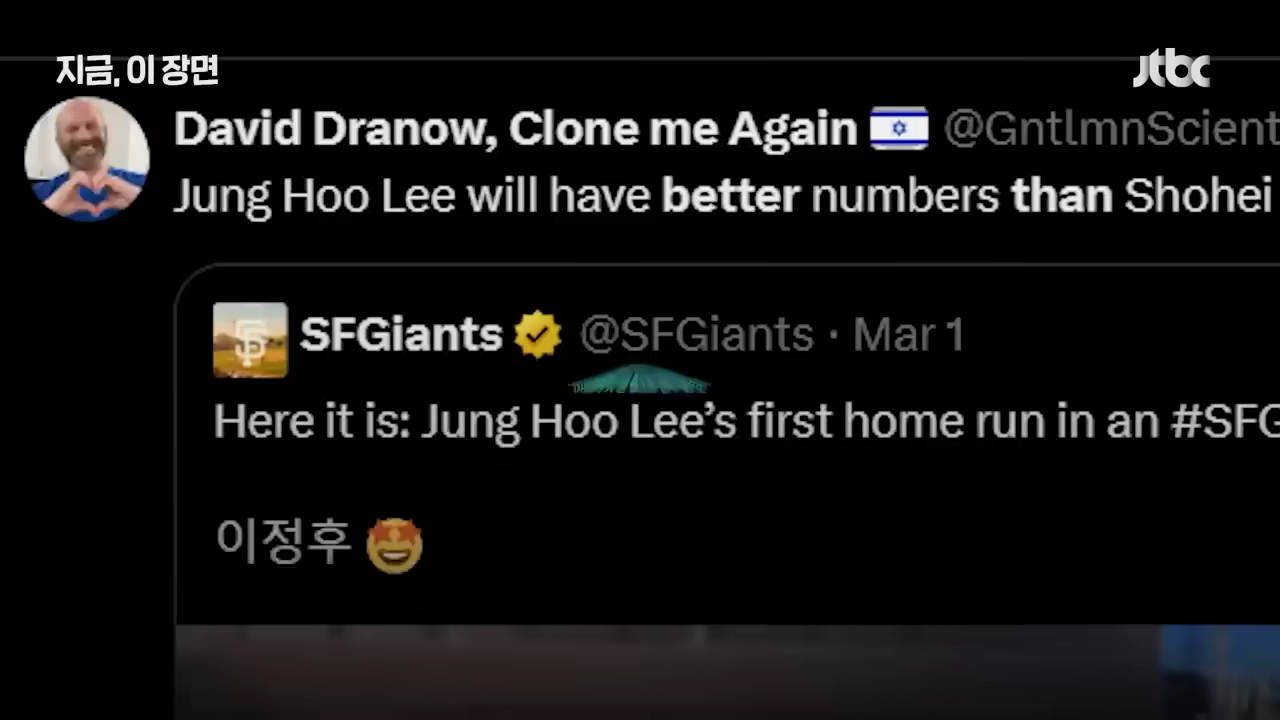 지금, 이 장면
jtbc
David Dranow, Clone me Again @GntlmnScient
Jung Hoo Lee will have better numbers than Shohei
SF
SFGiants @SFGiants · Mar 1
Here it is: Jung Hoo Lee's first home run in an #SFG
이정후